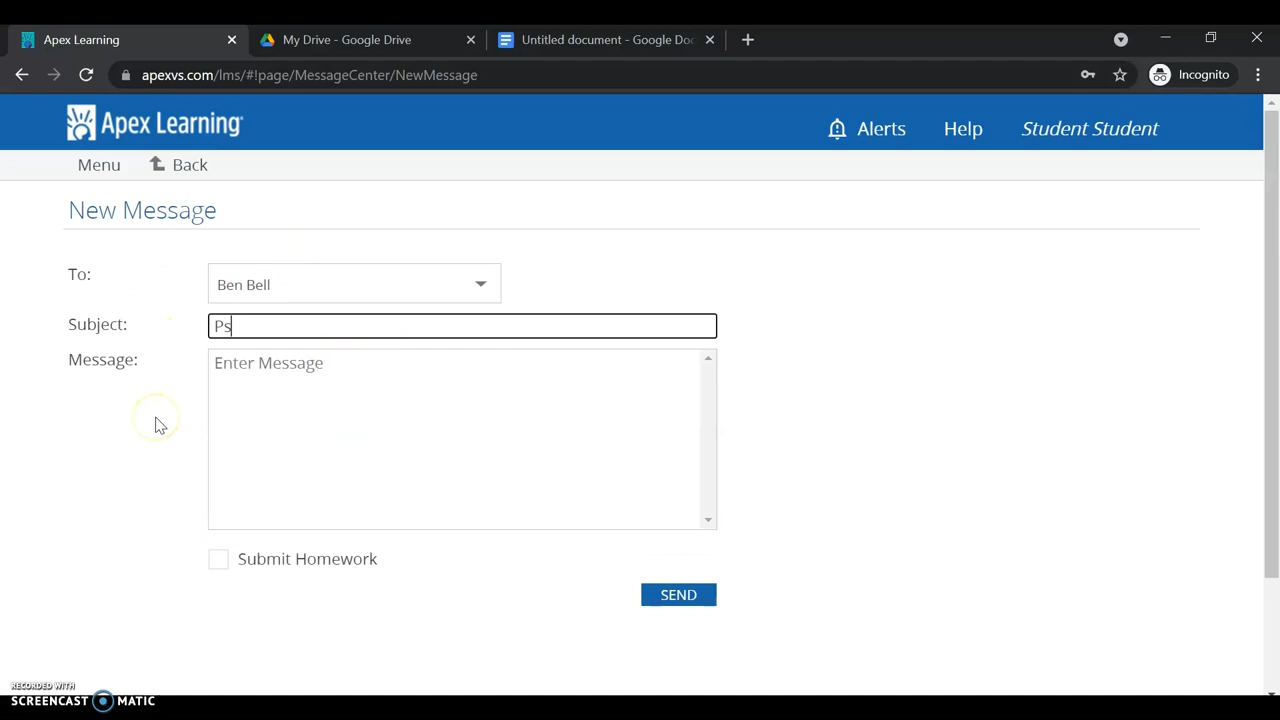 Apex Learning
My Drive - Google Drive
Untitled document - Google Doc
apexvs.com/lms/#!page/MessageCenter/NewMessage
Incognito
Apex Learning
Alerts
Help
Student Student
Menu
Back
New Message
To:
Ben Bell
Subject:
Ps
Message:
Enter Message
Submit Homework
SEND
RECORDED WITH
SCREENCAST MATIC